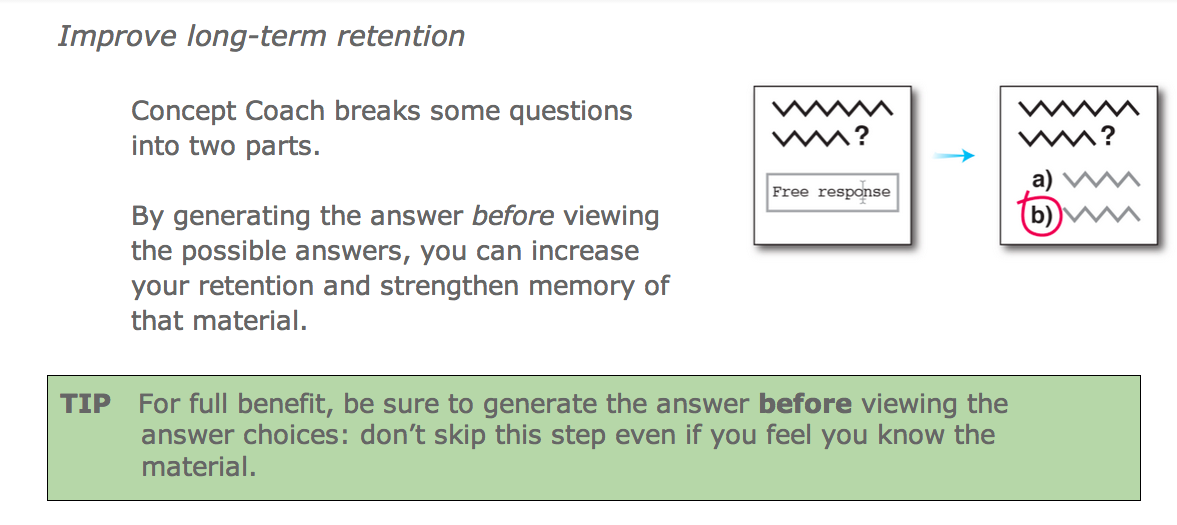 Improve long-term retention
Concept Coach breaks some questions
into two parts.
By generating the answer before viewing
the possible answers, you can increase
your retention and strengthen memory of
that material.
?
Free response
?
a)
b)
TIP For full benefit, be sure to generate the answer before viewing the
answer choices: don’t skip this step even if you feel you know the
material.